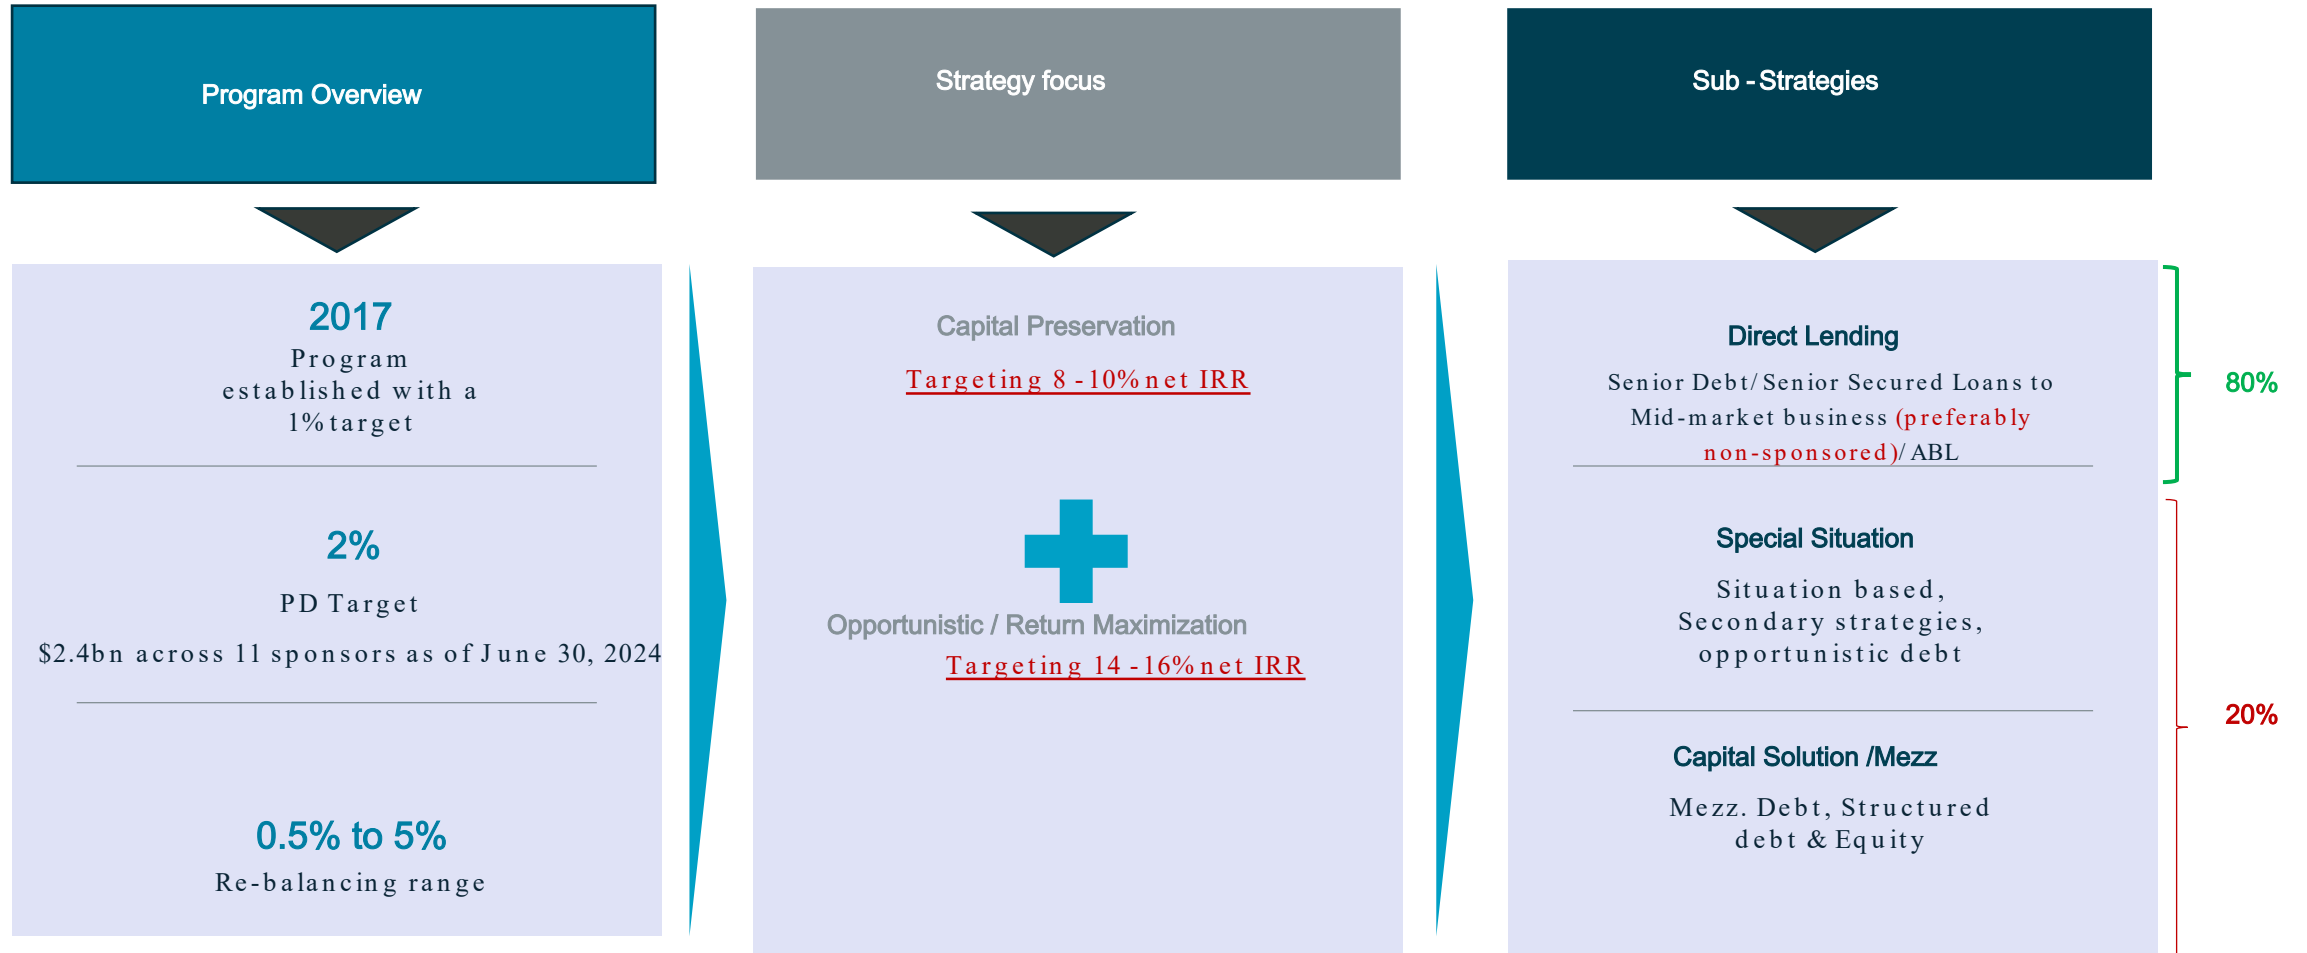 Program Overview
2017
Program
established with a
1% target
2%
PD Target
$2.4bn across 11 sponsors as of June 30, 2024
0.5% to 5%
Re-balancing range
Strategy focus
Capital Preservation
Targeting 8 -10% net IRR
Opportunistic / Return Maximization
Targeting 14 -16% net IRR
Sub - Strategies
Direct Lending
Senior Debt/ Senior Secured Loans to
Mid-market business (preferably
non-sponsored)/ ABL
80%
Special Situation
Situation based,
Secondary strategies,
opportunistic debt
Capital Solution /Mezz
Mezz. Debt, Structured
debt & Equity
20%